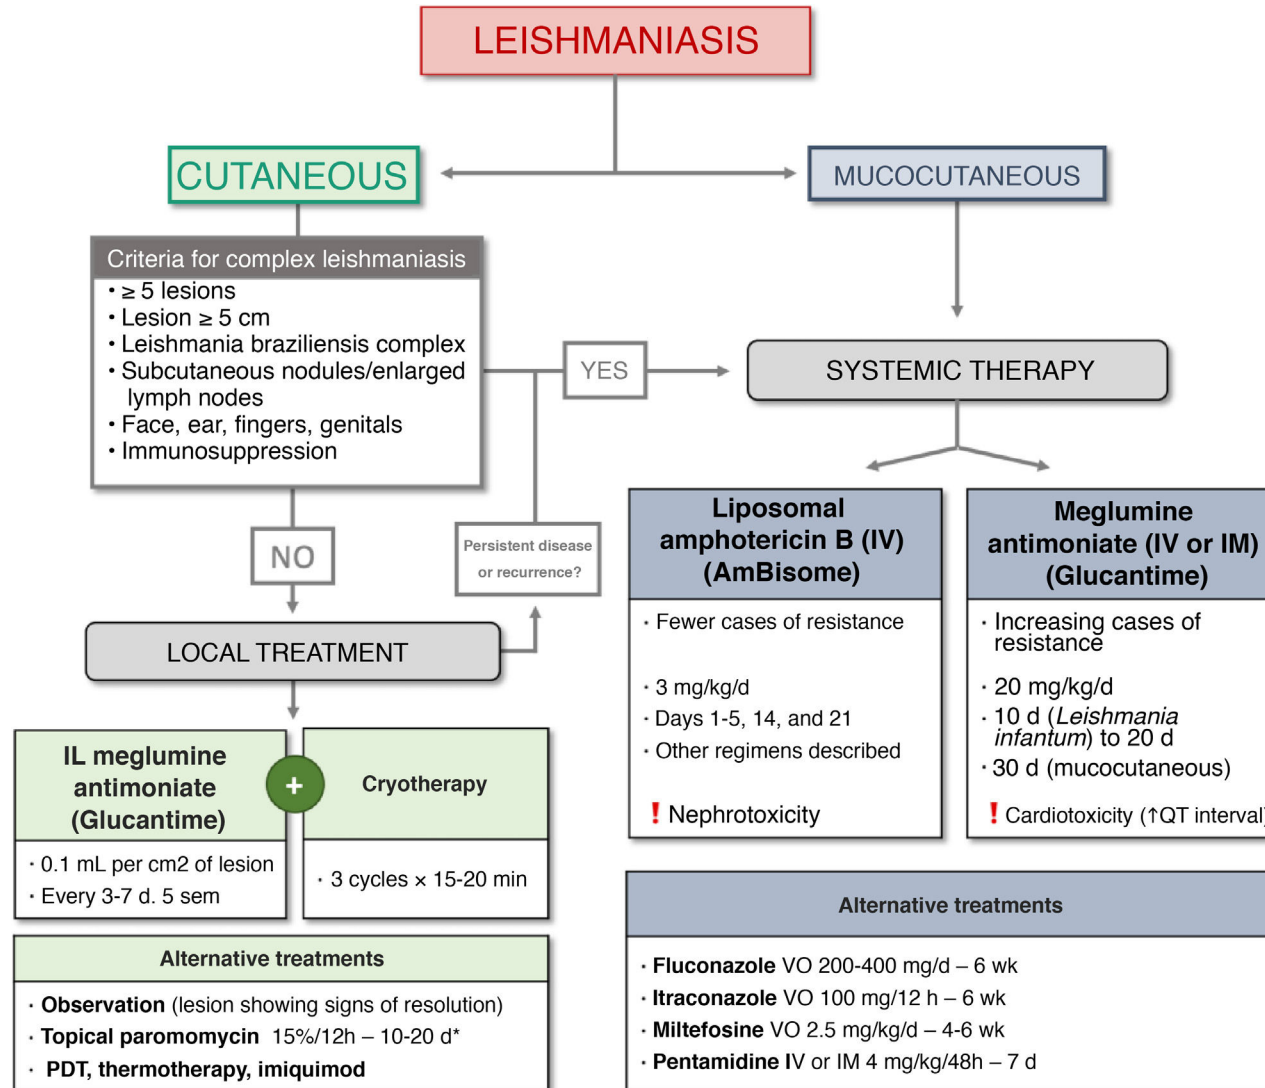 LEISHMANIASIS
CUTANEOUS
MUCOCUTANEOUS
Criteria for complex leishmaniasis
• ≥ 5 lesions
• Lesion ≥ 5 cm
• Leishmania braziliensis complex
• Subcutaneous nodules/enlarged
lymph nodes
• Face, ear, fingers, genitals
• Immunosuppression
YES
SYSTEMIC THERAPY
NO
Persistent disease
or recurrence?
LOCAL TREATMENT
Liposomal
amphotericin B (IV)
(AmBisome)
· Fewer cases of resistance
· 3 mg/kg/d
· Days 1-5, 14, and 21
· Other regimens described
! Nephrotoxicity
Meglumine
antimoniate (IV or IM)
(Glucantime)
· Increasing cases of
resistance
· 20 mg/kg/d
· 10 d (Leishmania
infantum) to 20 d
· 30 d (mucocutaneous)
! Cardiotoxicity (↑QT interval)
IL meglumine
antimoniate
(Glucantime)
· 0.1 mL per cm2 of lesion
· Every 3-7 d. 5 sem
+
Cryotherapy
· 3 cycles × 15-20 min
Alternative treatments
· Observation (lesion showing signs of resolution)
· Topical paromomycin 15%/12h – 10-20 d*
· PDT, thermotherapy, imiquimod
Alternative treatments
· Fluconazole VO 200-400 mg/d – 6 wk
· Itraconazole VO 100 mg/12 h – 6 wk
· Miltefosine VO 2.5 mg/kg/d – 4-6 wk
· Pentamidine IV or IM 4 mg/kg/48h – 7 d